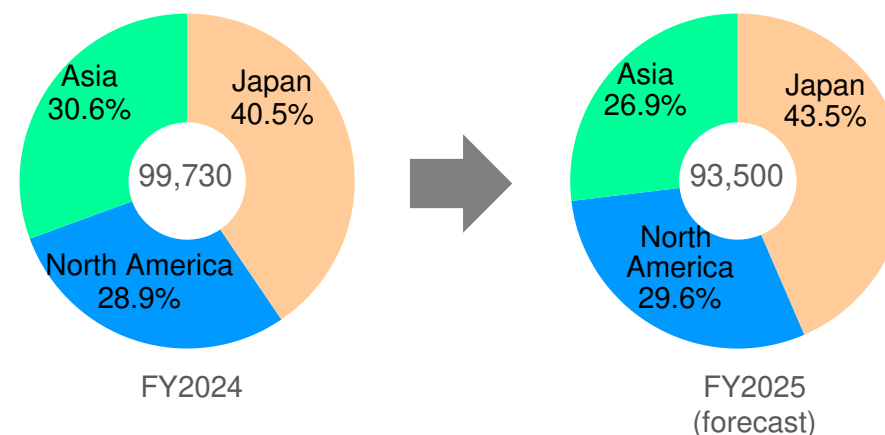 Asia
30.6%
Japan
40.5%
99,730
North America
28.9%
FY2024
Asia
26.9%
Japan
43.5%
93,500
North
America
29.6%
FY2025
(forecast)